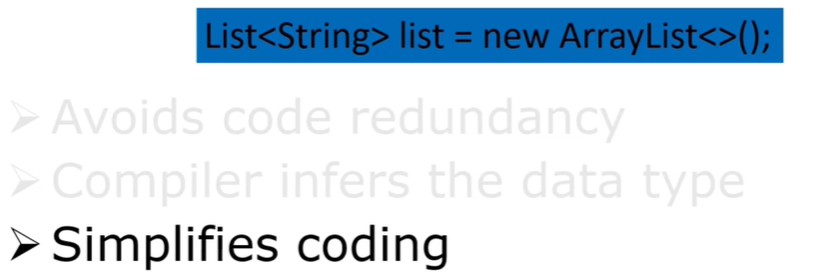 List<String> list = new ArrayList<>();
➢ Avoids code redundancy
➢ Compiler infers the data type
➢ Simplifies coding